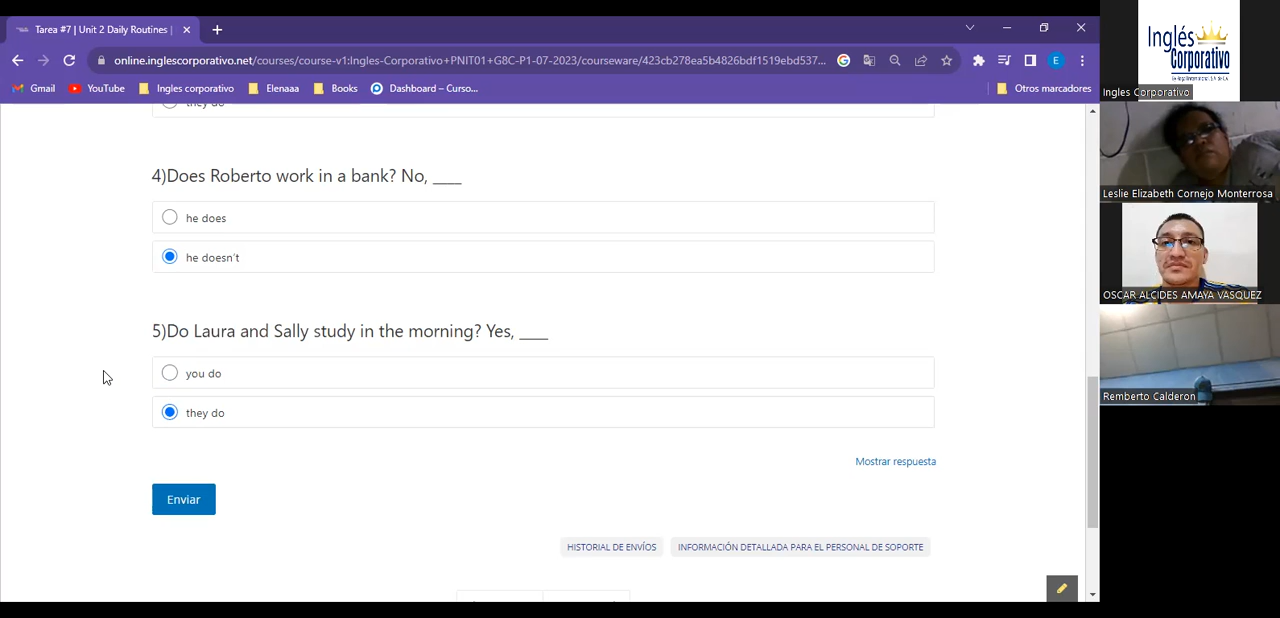 Tarea #7 | Unit 2 Daily Routines |
online.inglescorporativo.net/courses/course-v1:Ingles-Corporativo+PNIT01+G8C-P1-07-2023/courseware/423cb278ea5b4826bdf1519ebd537...
E
Gmail
YouTube
Ingles corporativo
Elenaaa
Books
Dashboard – Curso...
Otros marcadores
they do
4)Does Roberto work in a bank? No, ____
he does
he doesn't
5)Do Laura and Sally study in the morning? Yes, ____
you do
they do
Mostrar respuesta
Enviar
HISTORIAL DE ENVÍOS
INFORMACIÓN DETALLADA PARA EL PERSONAL DE SOPORTE
Inglés
Corporativo
Ingles Corporativo
Leslie Elizabeth Cornejo Monterrosa
OSCAR ALCIDES AMAYA VASQUEZ
Remberto Calderon